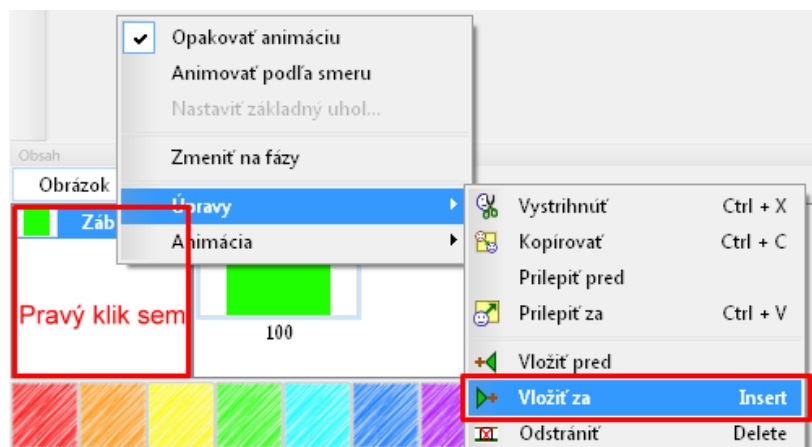 Opakovať animáciu
Animovať podľa smeru
Nastaviť základný uhol...
Zmeniť na fázy
Úpravy
Animácia
Obsah
Obrázok
Záb
Pravý klik sem
100
Vystrihnúť Ctrl + X
Kopírovať Ctrl + C
Prilepiť pred
Prilepiť za Ctrl + V
Vložiť pred
Vložiť za Insert
Odstrániť Delete